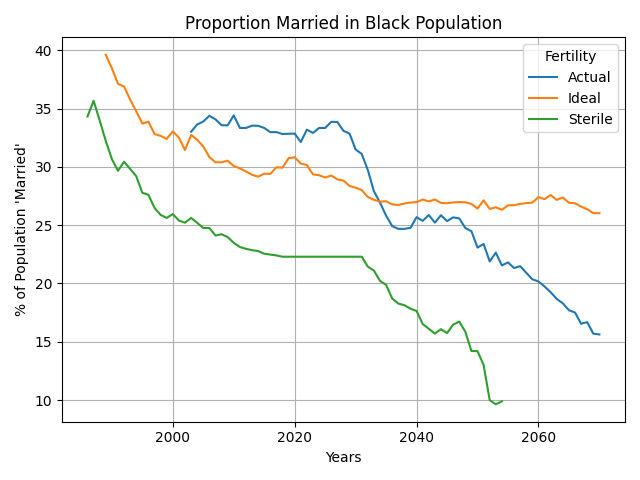 Proportion Married in Black Population
% of Population 'Married'
40
35
30
25
20
15
10
Fertility
Actual
Ideal
Sterile
2000 2020 2040 2060
Years